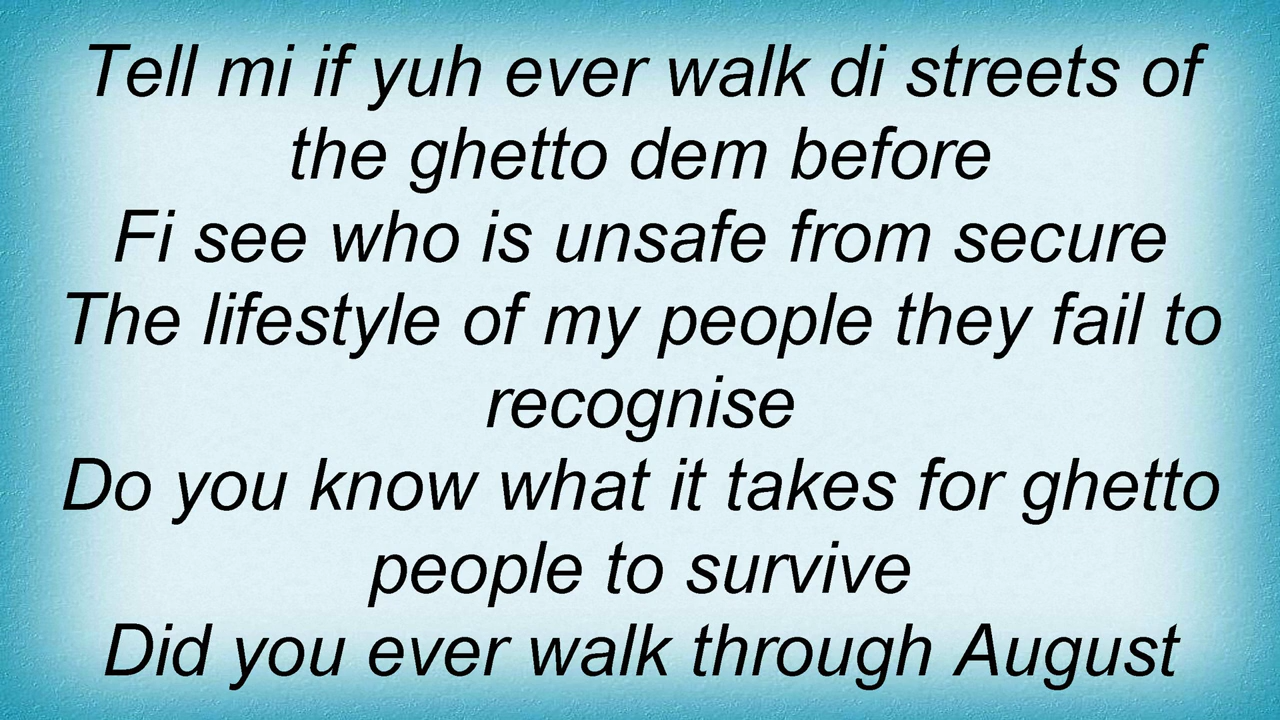 Tell mi if yuh ever walk di streets of
the ghetto dem before
Fi see who is unsafe from secure
The lifestyle of my people they fail to
recognise
Do you know what it takes for ghetto
people to survive
Did you ever walk through August